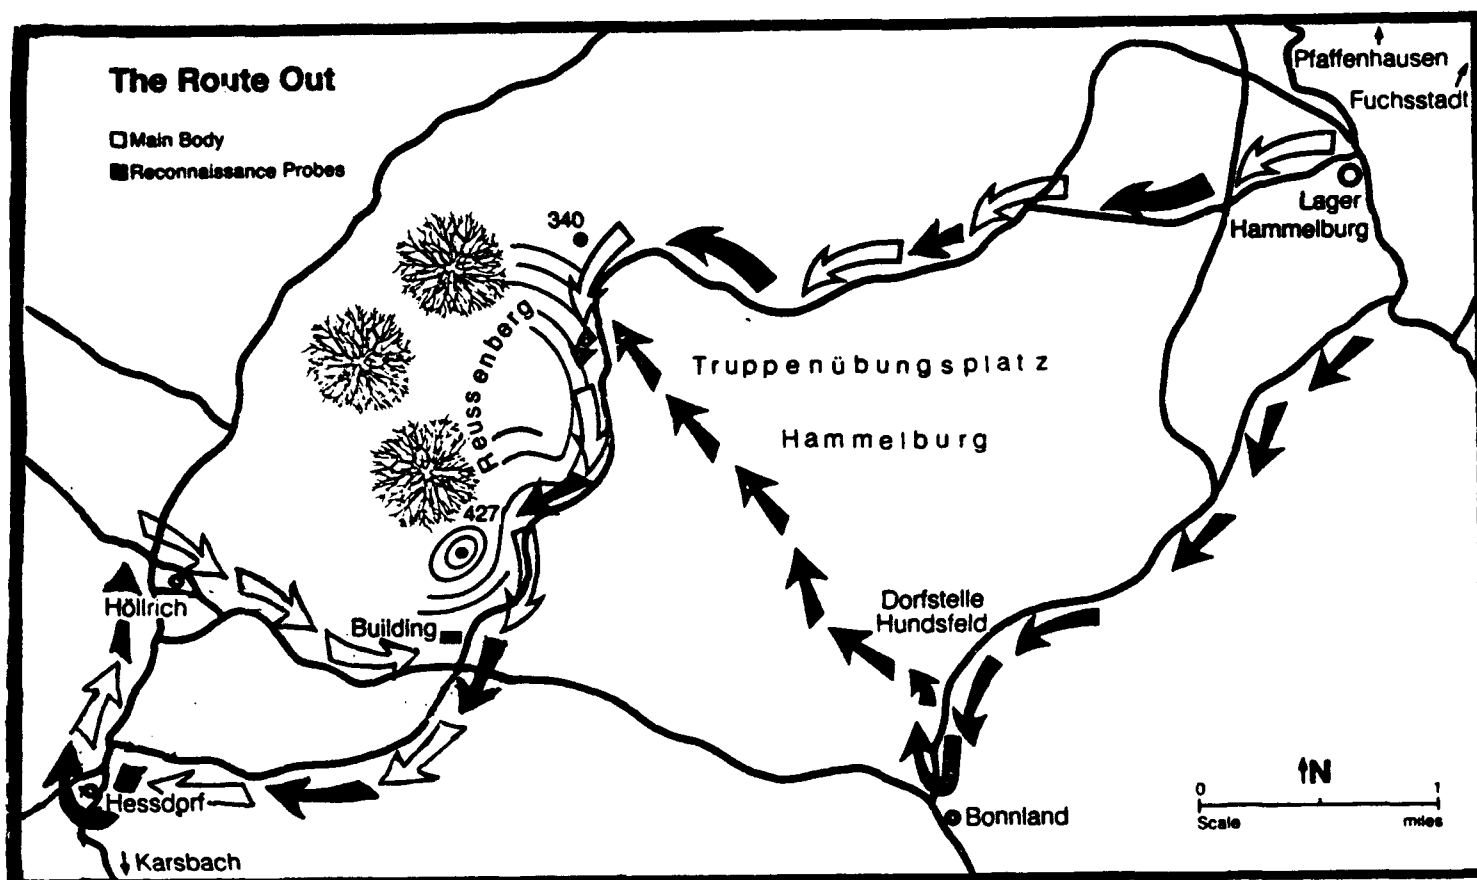 The Route Out
Main Body
Reconnaissance Probes
Pfaffenhausen
Fuchsstadt
Lager
Hammelburg
340
Reussenberg
Truppenübungsplatz
Hammelburg
427
Höllrich
Building
Dorfstelle
Hundsfeld
Hessdorf
Karsbach
Bonnland
N
0
1
Scale
miles